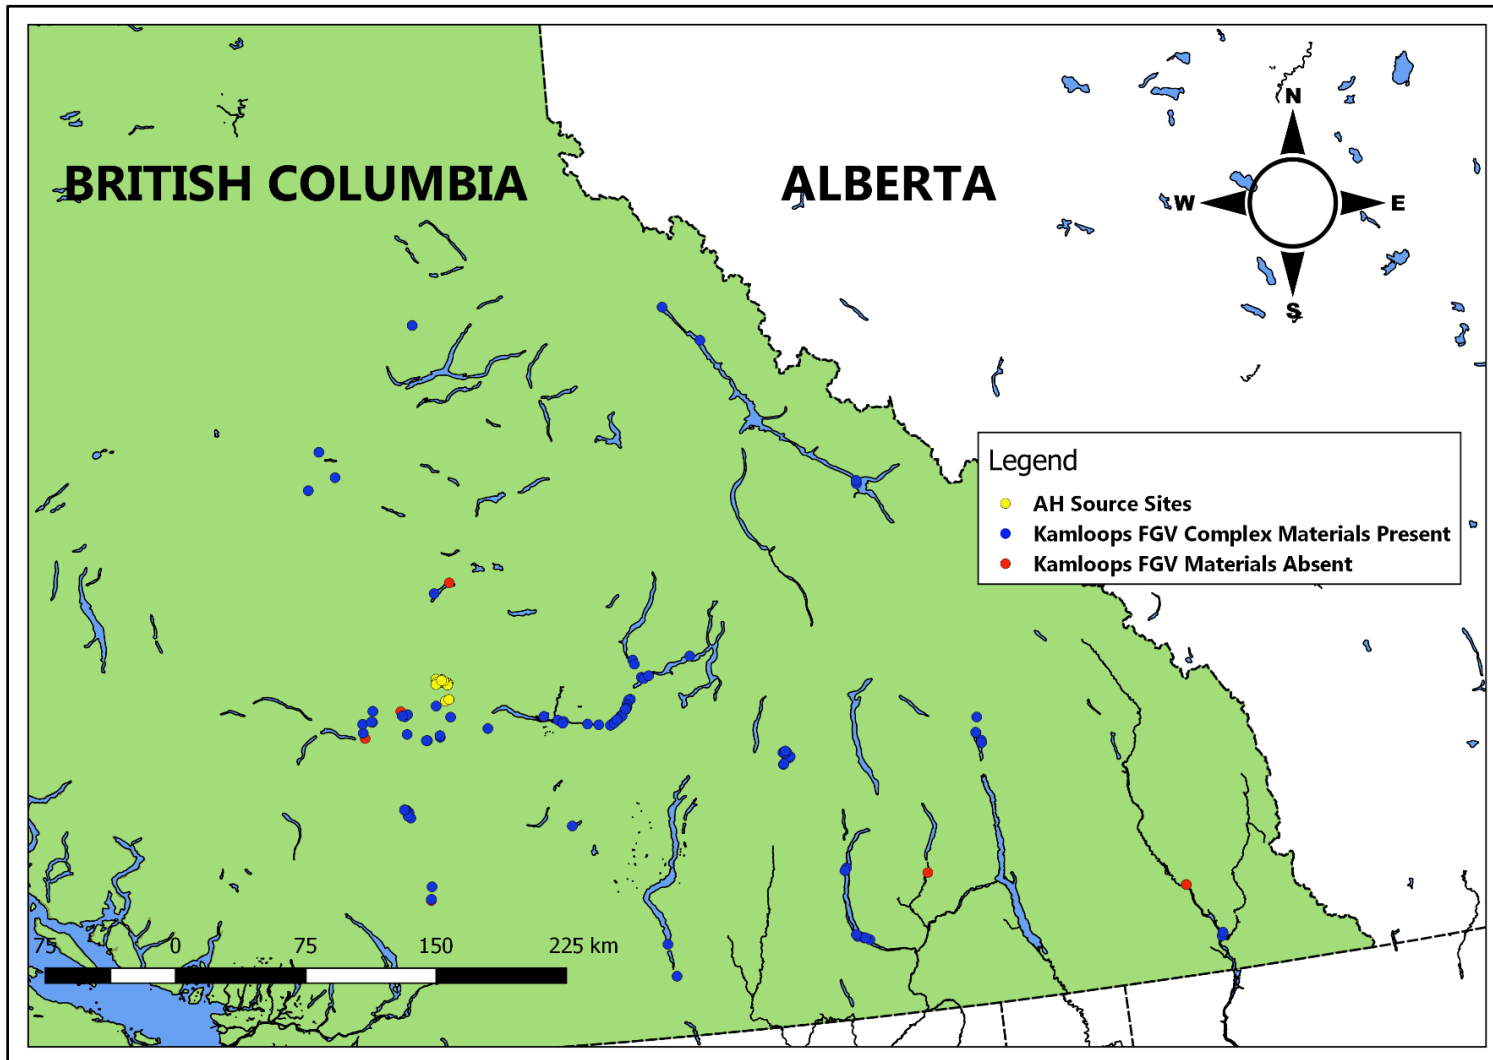 BRITISH COLUMBIA
ALBERTA
N
W
E
S
Legend
AH Source Sites
Kamloops FGV Complex Materials Present
Kamloops FGV Materials Absent
75 0 75 150 225 km